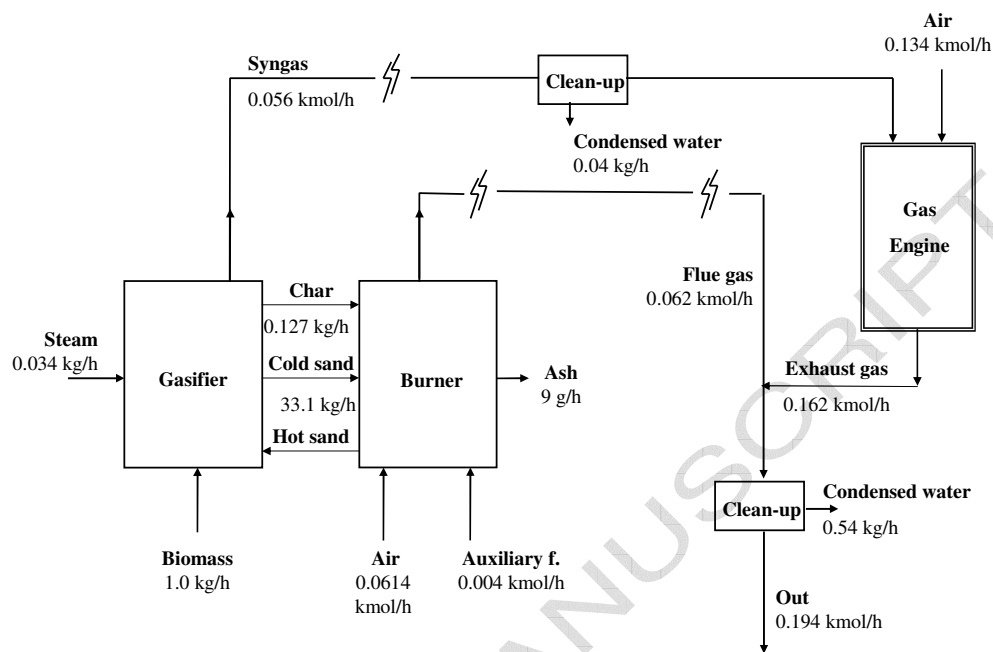 Air
0.134 kmol/h
Syngas
0.056 kmol/h
Clean-up
Condensed water
0.04 kg/h
Gas
Engine
Flue gas
0.062 kmol/h
Char
0.127 kg/h
Steam
0.034 kg/h
Gasifier
Cold sand
33.1 kg/h
Burner
Ash
9 g/h
Exhaust gas
0.162 kmol/h
Hot sand
Clean-up
Condensed water
0.54 kg/h
Biomass
1.0 kg/h
Air
0.0614
kmol/h
Auxiliary f.
0.004 kmol/h
Out
0.194 kmol/h
ANUSCRIPT